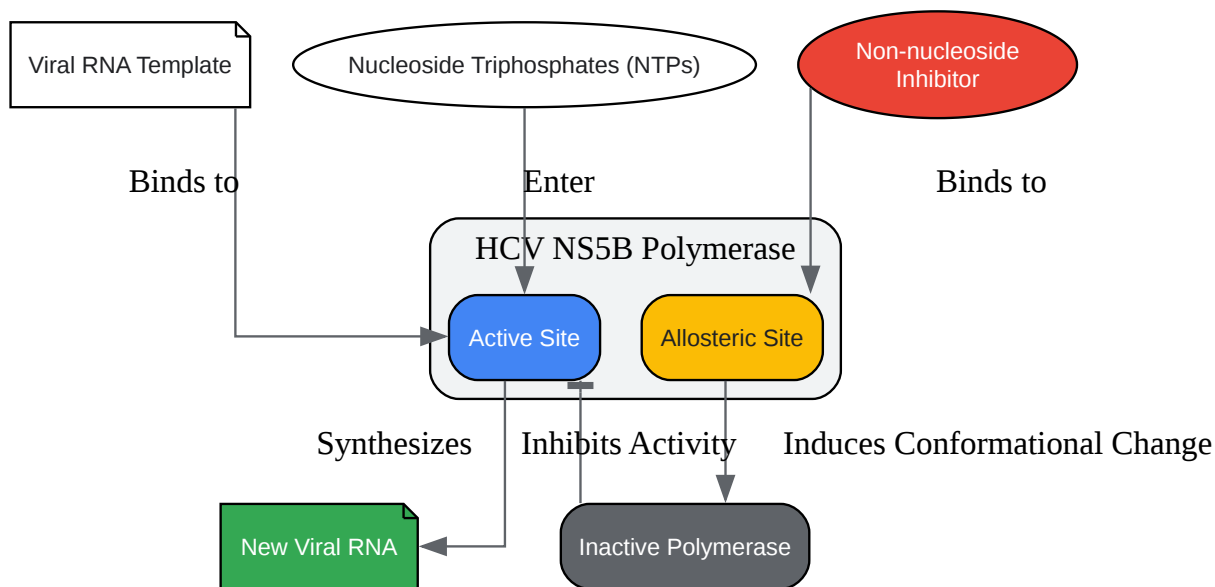 Viral RNA Template
Nucleoside Triphosphates (NTPs)
Non-nucleoside
Inhibitor
Binds to
Enter
Binds to
HCV NS5B Polymerase
Active Site
Allosteric Site
Synthesizes
Inhibits Activity
Induces Conformational Change
New Viral RNA
Inactive Polymerase